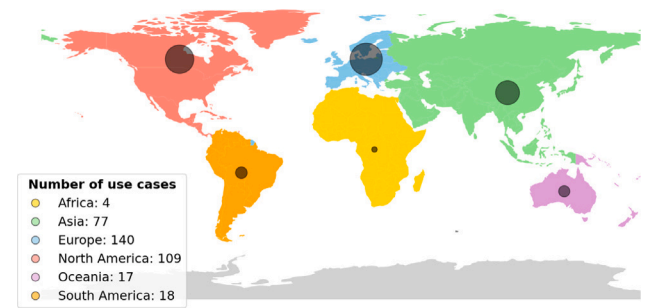 Number of use cases
Africa: 4
Asia: 77
Europe: 140
North America: 109
Oceania: 17
South America: 18